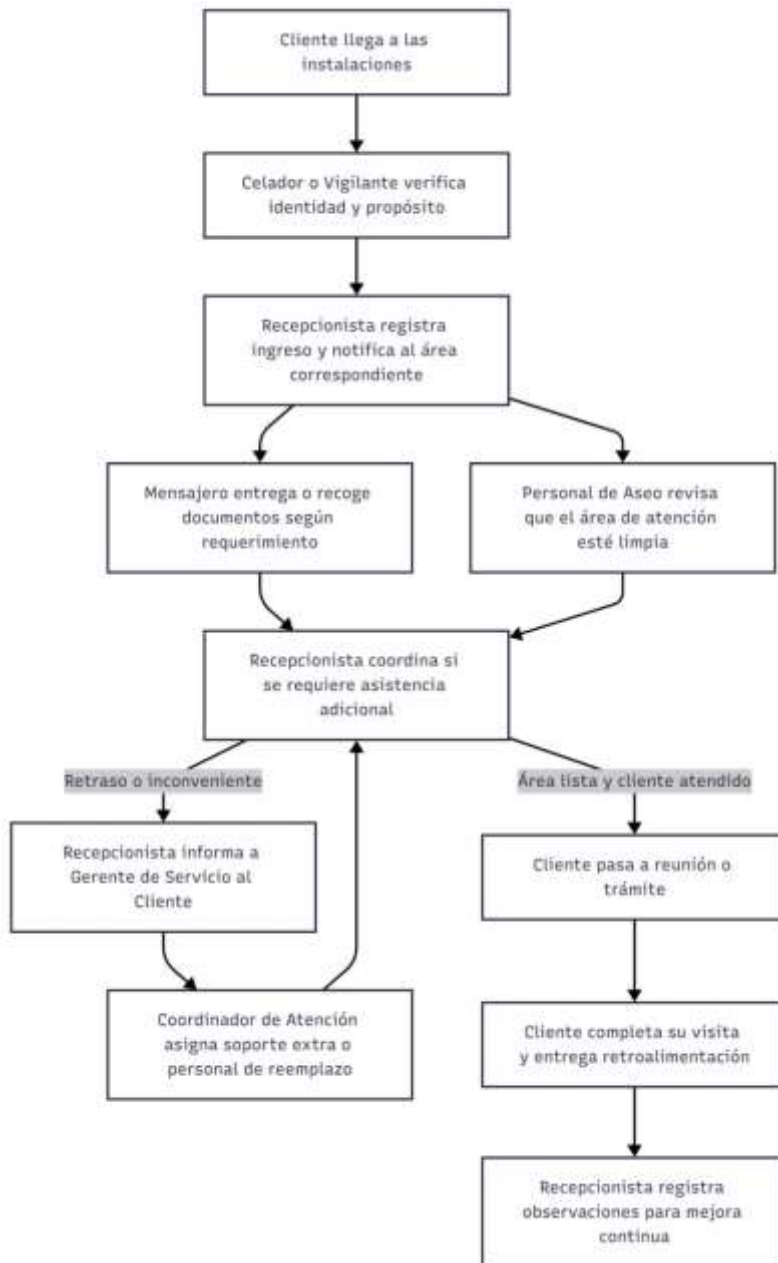 Cliente llega a las
instalaciones
Celador o Vigilante verifica
identidad y propósito
Recepcionista registra
ingreso y notifica al área
correspondiente
Mensajero entrega o recoge
documentos según
requerimiento
Personal de Aseo revisa
que el área de atención
esté limpia
Recepcionista coordina si
se requiere asistencia
adicional
Retraso o inconveniente
Área lista y cliente atendido
Recepcionista informa a
Gerente de Servicio al
Cliente
Cliente pasa a reunión o
trámite
Coordinador de Atención
asigna soporte extra o
personal de reemplazo
Cliente completa su visita
y entrega retroalimentación
Recepcionista registra
observaciones para mejora
continua